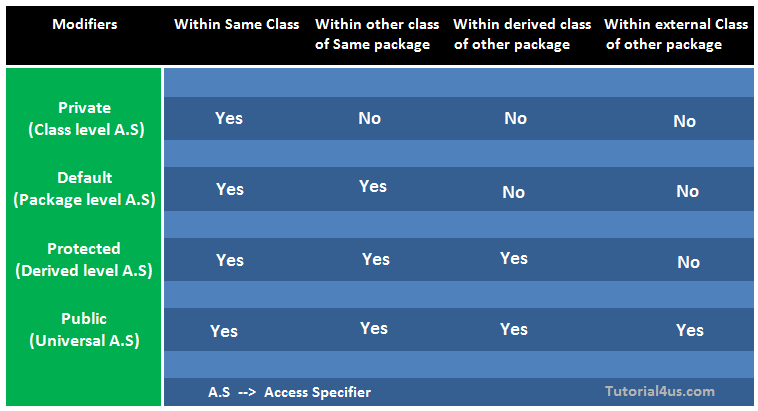 Modifiers Within Same Class Within other class of Same package Within derived class of other package Within external Class of other package
Private (Class level A.S) Yes No No No
Default (Package level A.S) Yes Yes No No
Protected (Derived level A.S) Yes Yes Yes No
Public (Universal A.S) Yes Yes Yes Yes
A.S --> Access Specifier Tutorial4us.com